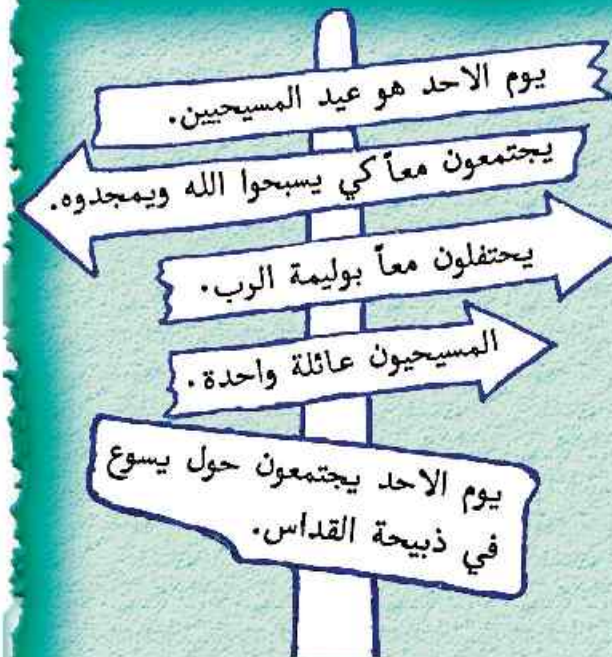 يوم الاحد هو عيد المسيحيين.
يجتمعون معاً كي يسبحوا الله ويمجدوه.
يحتفلون معاً بوليمة الرب.
المسيحيون عائلة واحدة.
يوم الاحد يجتمعون حول يسوع
في ذبيحة القداس.